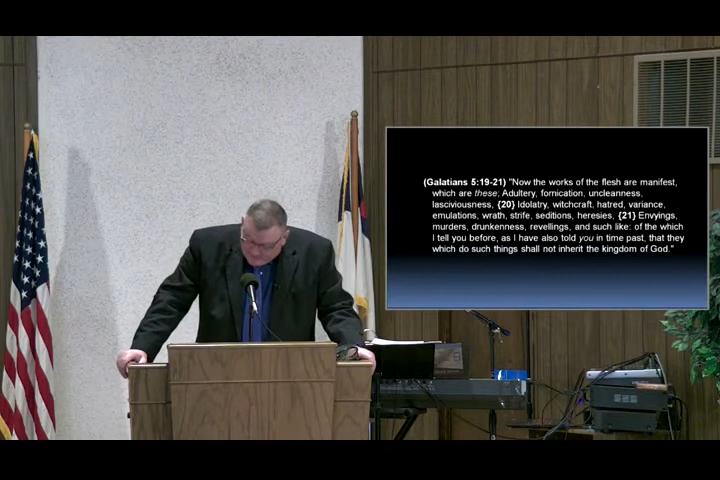 (Galatians 5:19-21) "Now the works of the flesh are manifest,
which are these; Adultery, fornication, uncleanness,
lasciviousness, {20} Idolatry, witchcraft, hatred, variance,
emulations, wrath, strife, seditions, heresies, {21} Envyings,
murders, drunkenness, revellings, and such like: of the which
I tell you before, as I have also told you in time past, that they
which do such things shall not inherit the kingdom of God."